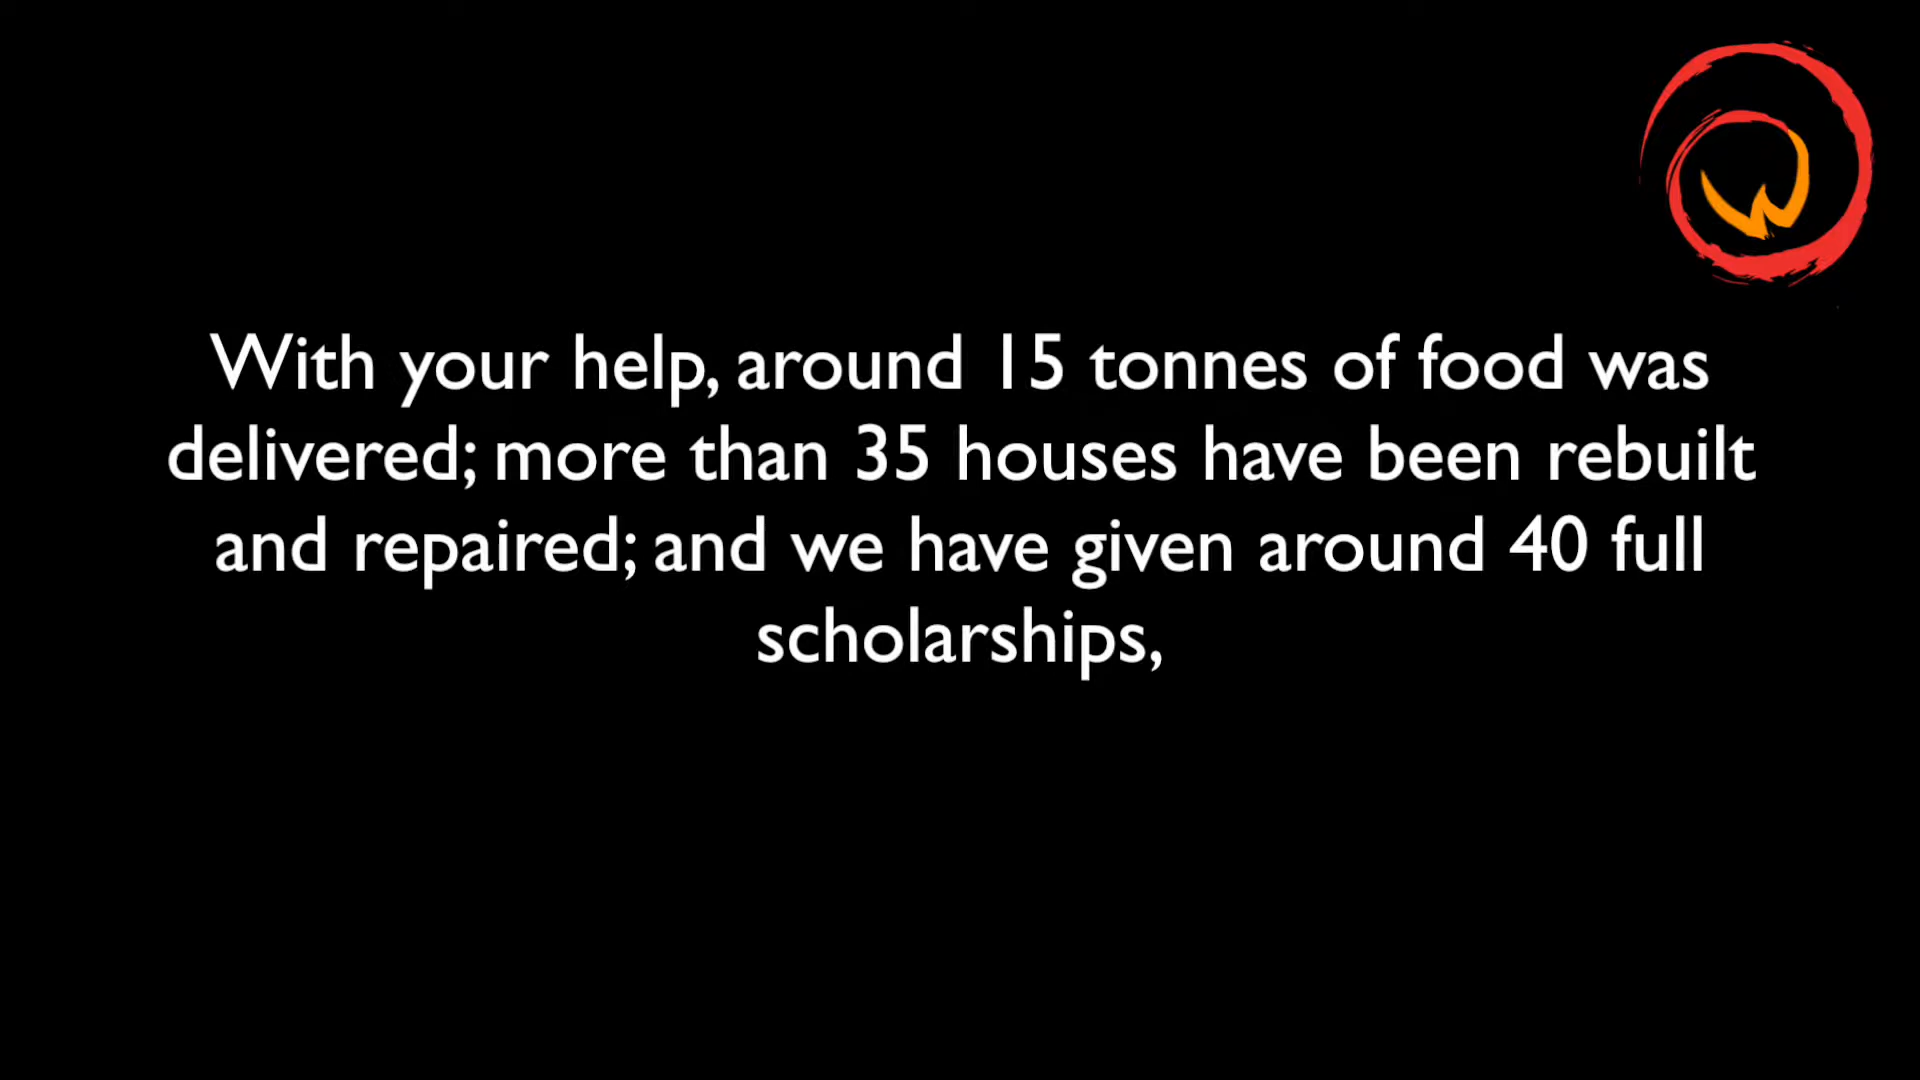 With your help, around 15 tonnes of food was
delivered; more than 35 houses have been rebuilt
and repaired; and we have given around 40 full
scholarships,